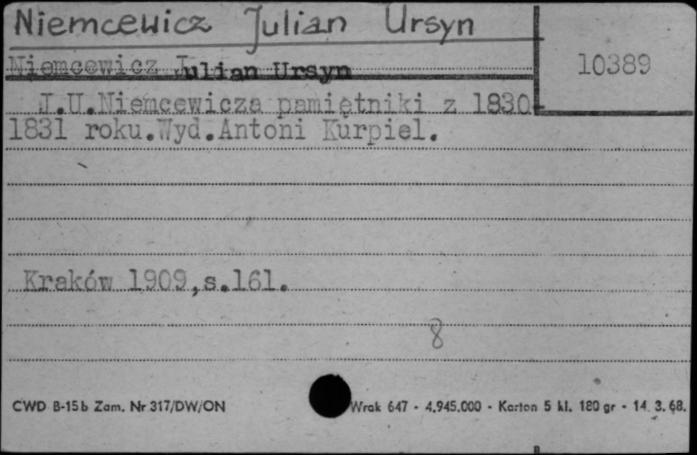 Niemcewicz Julian Ursyn
Niemcewicz Julian Ursyn
10389
J.U.Niemcewicza pamiętniki z 1830-
1831 roku.Wyd.Antoni Kurpiel.
Kraków 1909,s.161.
8
CWD B-15b Zam. Nr 317/DW/ON
Wrak 647 - 4.945.000 - Karton 5 kl. 180 gr - 14. 3. 68.